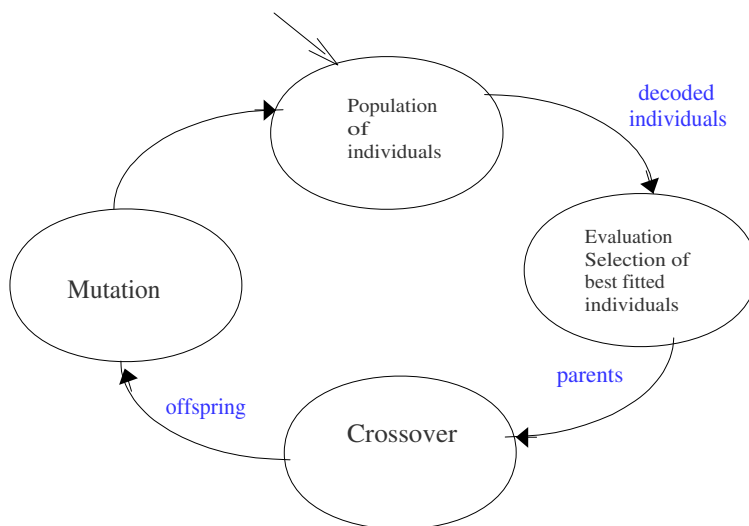 Population
of
individuals
decoded
individuals
Evaluation
Selection of
best fitted
individuals
parents
Crossover
offspring
Mutation